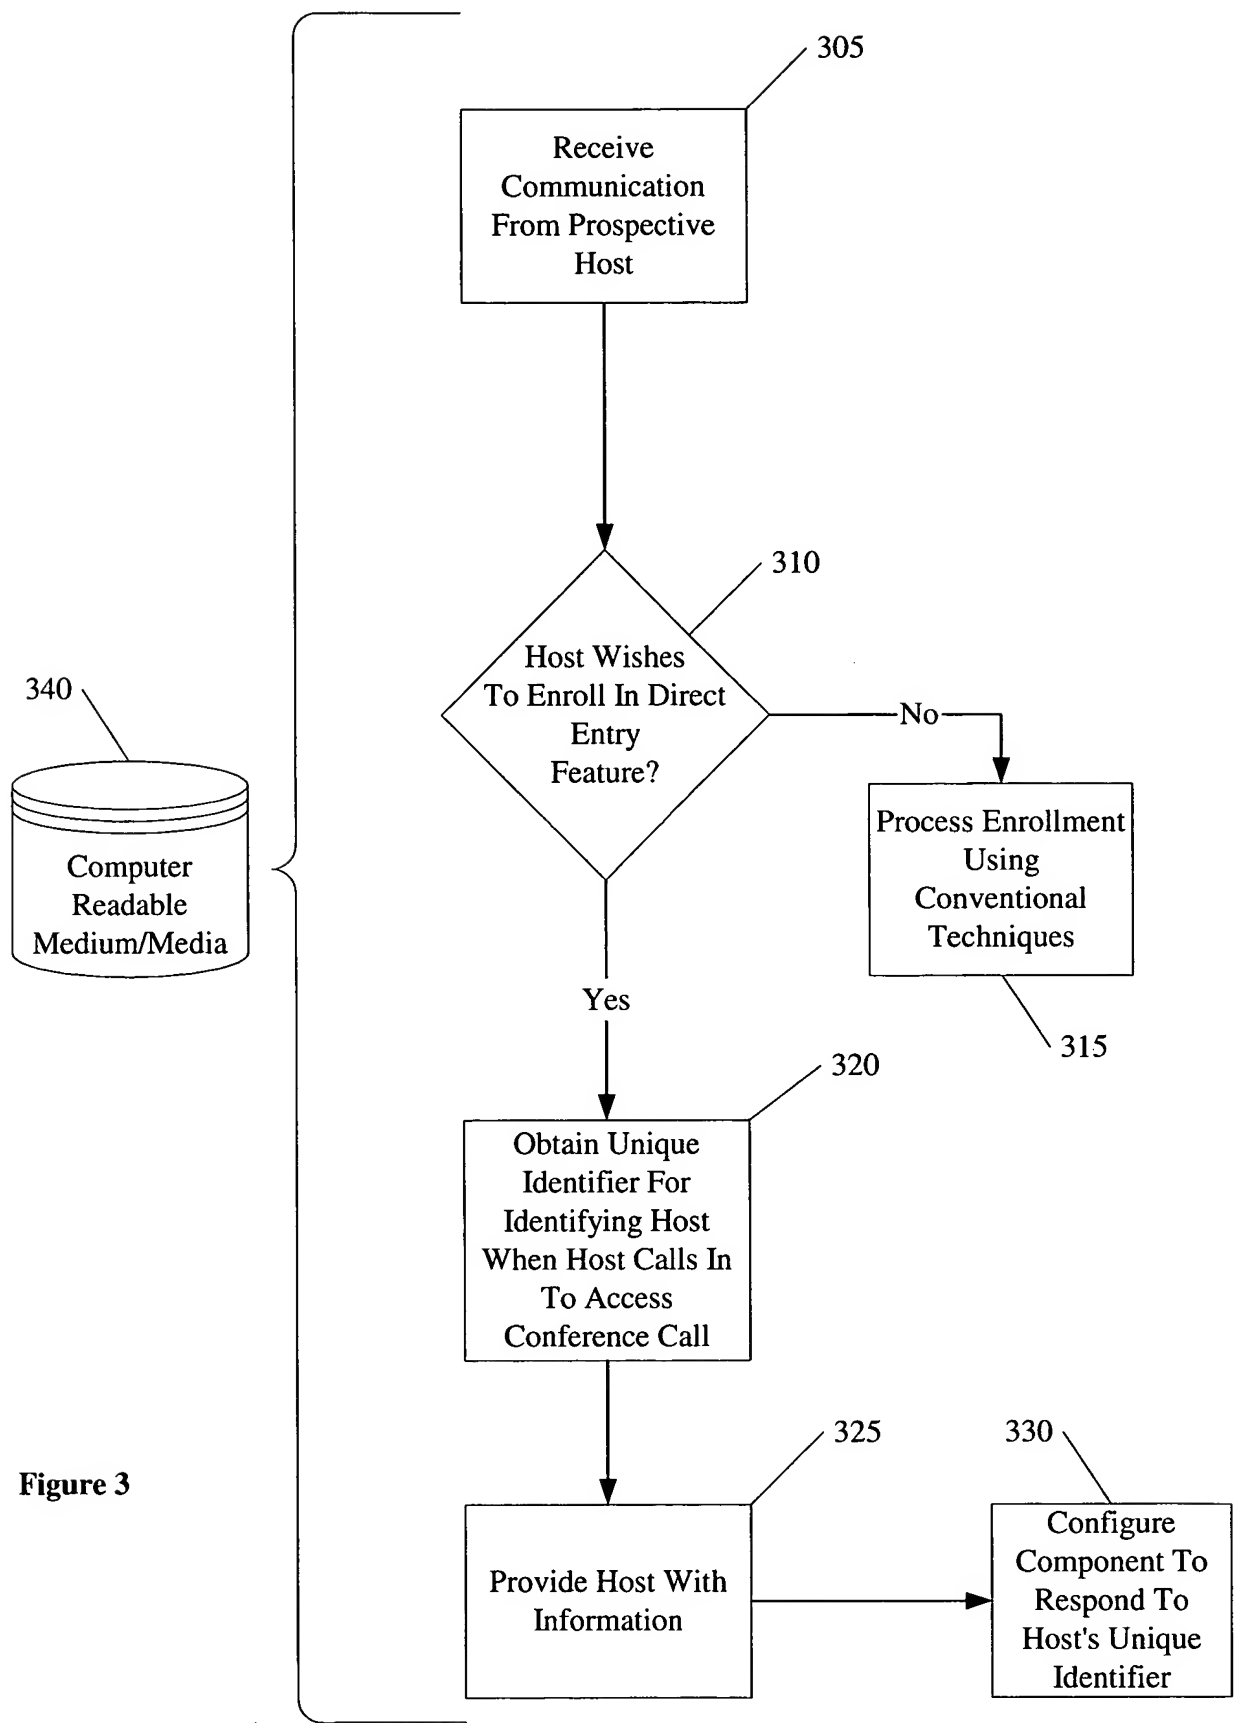 305
Receive
Communication
From Prospective
Host
310
Host Wishes
To Enroll In Direct
Entry
Feature?
No
340
Computer
Readable
Medium/Media
Process Enrollment
Using
Conventional
Techniques
315
Yes
320
Obtain Unique
Identifier For
Identifying Host
When Host Calls In
To Access
Conference Call
325
Provide Host With
Information
330
Configure
Component To
Respond To
Host's Unique
Identifier
Figure 3